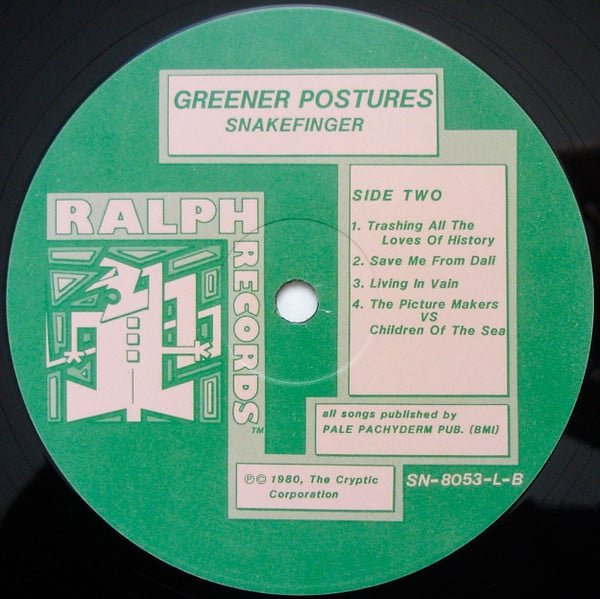 GREENER POSTURES
SNAKEFINGER
RALPH
RECORDS
TM
SIDE TWO
1. Trashing All The
Loves Of History
2. Save Me From Dali
3. Living In Vain
4. The Picture Makers
VS
Children Of The Sea
all songs published by
PALE PACHYDERM PUB. (BMI)
℗© 1980, The Cryptic
Corporation
SN-8053-L-B